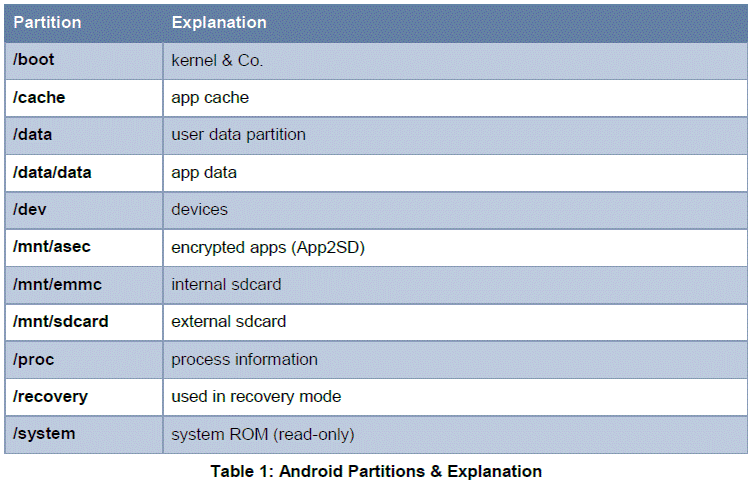 Partition Explanation
/boot kernel & Co.
/cache app cache
/data user data partition
/data/data app data
/dev devices
/mnt/asec encrypted apps (App2SD)
/mnt/emmc internal sdcard
/mnt/sdcard external sdcard
/proc process information
/recovery used in recovery mode
/system system ROM (read-only)
Table 1: Android Partitions & Explanation